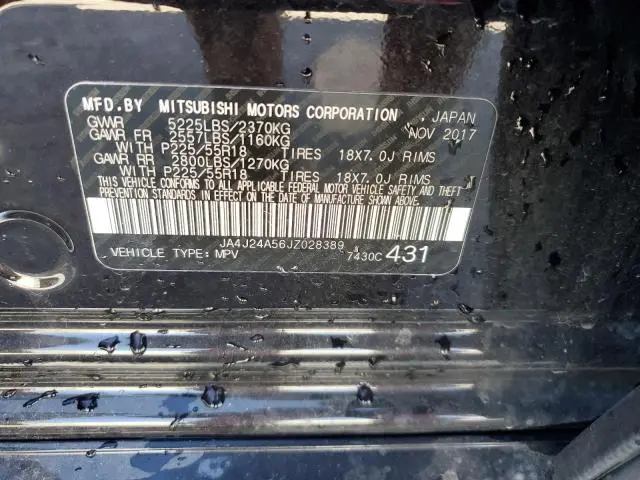 MFD.BY MITSUBISHI MOTORS CORPORATION , JAPAN
GVWR 5225LBS/2370KG NOV 2017
GAWR FR 2557LBS/1160KG
WITH P225/55R18 TIRES 18X7.0J RIMS
GAWR RR 2800LBS/1270KG
WITH P225/55R18 TIRES 18X7.0J RIMS
THIS VEHICLE CONFORMS TO ALL APPLICABLE FEDERAL MOTOR VEHICLE SAFETY AND THEFT
PREVENTION STANDARDS IN EFFECT ON THE DATE OF MANUFACTURE SHOWN ABOVE.
JA4J24A56JZ028389
VEHICLE TYPE: MPV 7430C 431